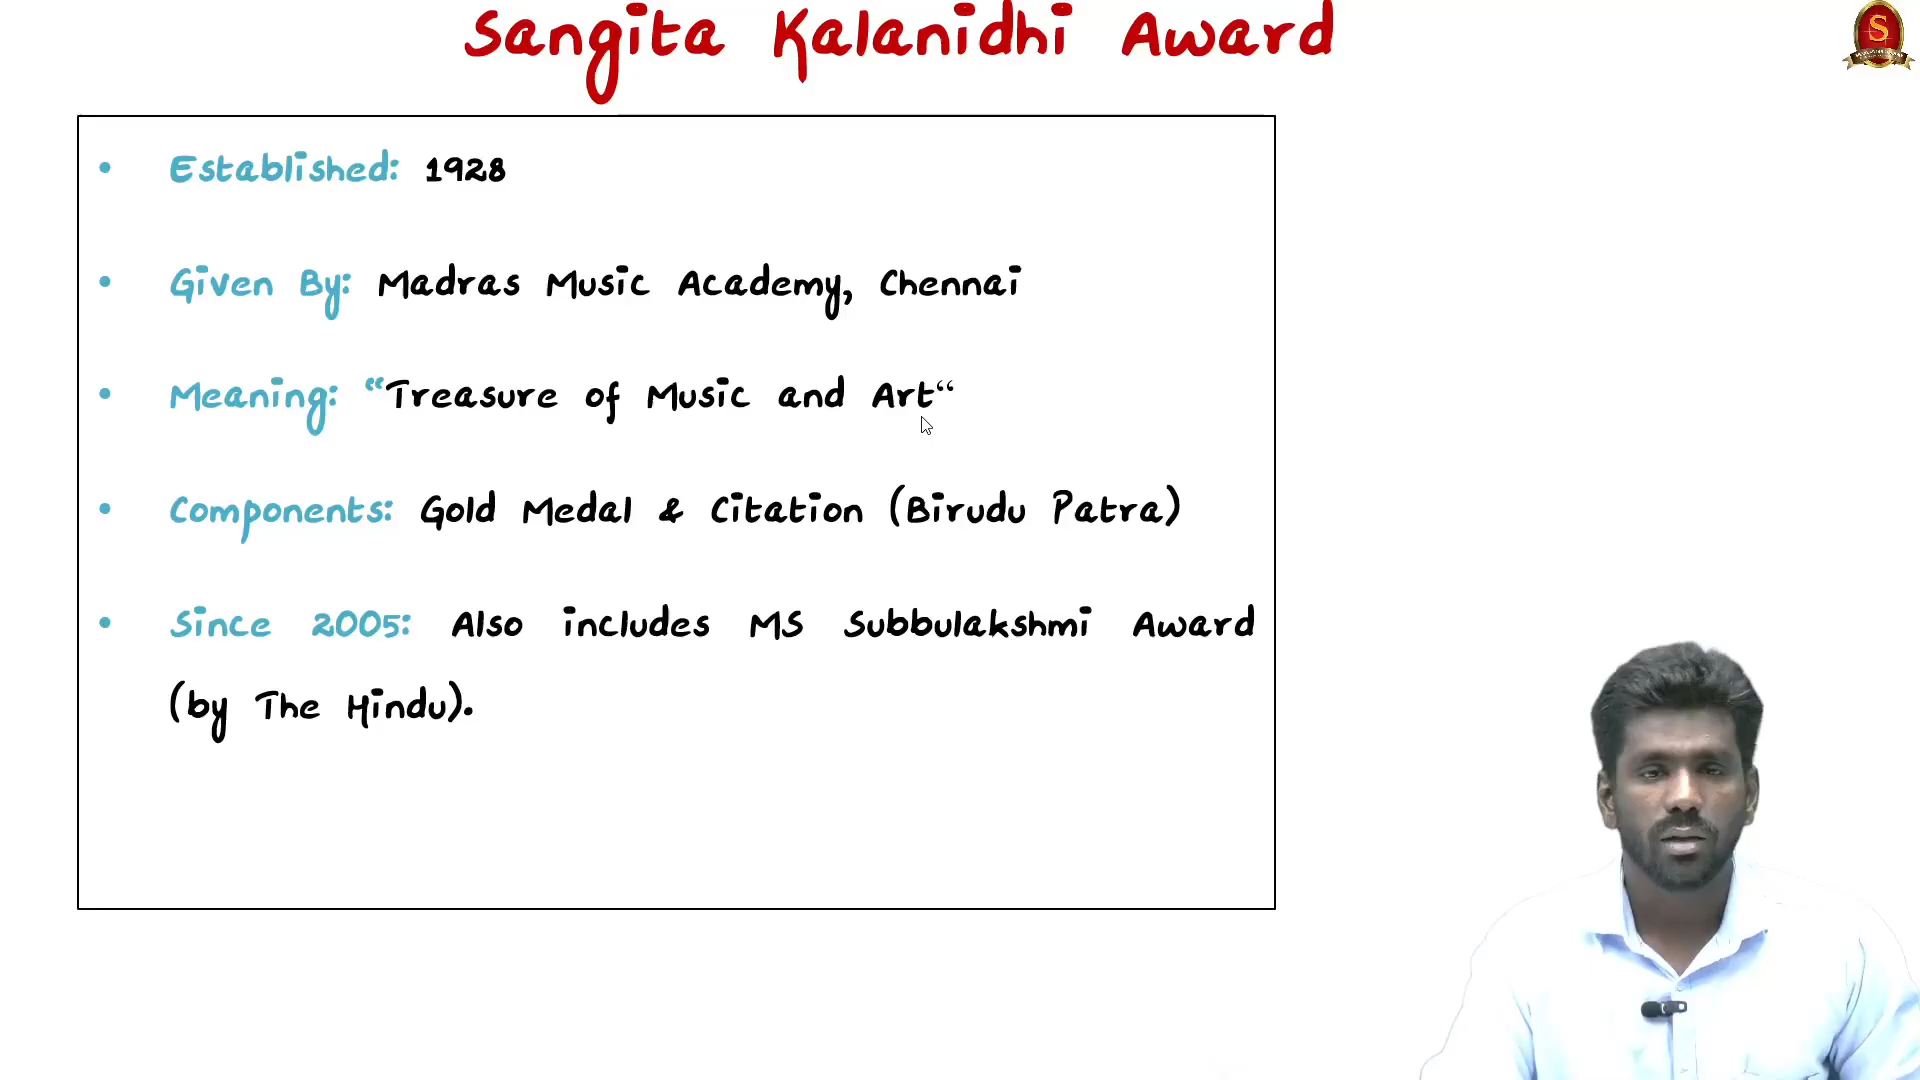 Sangita Kalanidhi Award
S
• Established: 1928
• Given By: Madras Music Academy, Chennai
• Meaning: “Treasure of Music and Art“
• Components: Gold Medal & Citation (Birudu Patra)
• Since 2005: Also includes MS Subbulakshmi Award
(by The Hindu).